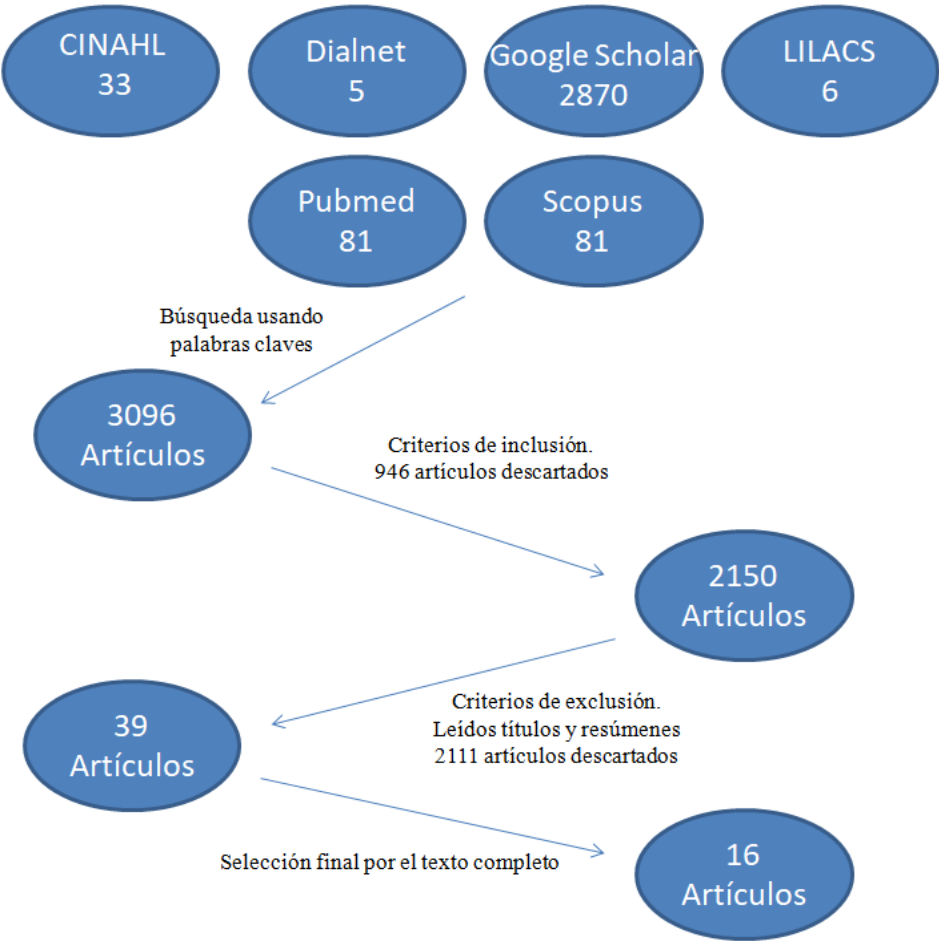 CINAHL
33
Dialnet
5
Google Scholar
2870
LILACS
6
Pubmed
81
Scopus
81
Búsqueda usando
palabras claves
3096
Artículos
Criterios de inclusión.
946 artículos descartados
2150
Artículos
Criterios de exclusión.
Leídos títulos y resúmenes
2111 artículos descartados
39
Artículos
Selección final por el texto completo
16
Artículos